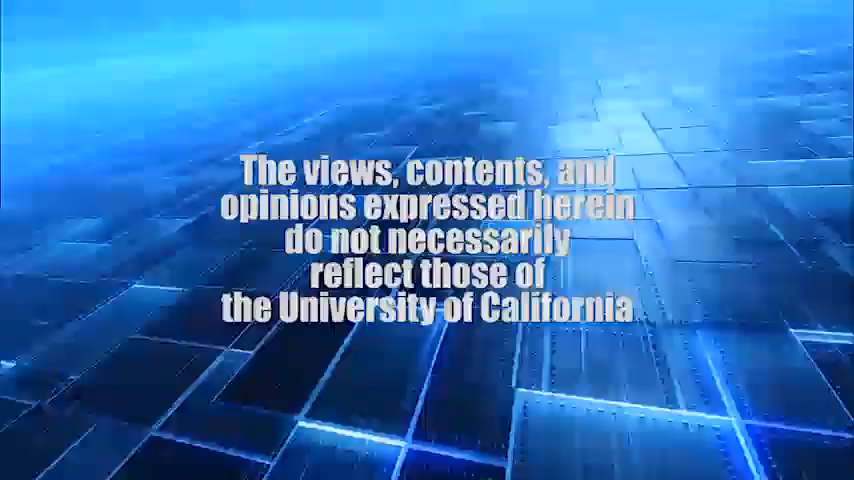 The views, contents, and
opinions expressed herein
do not necessarily
reflect those of
the University of California